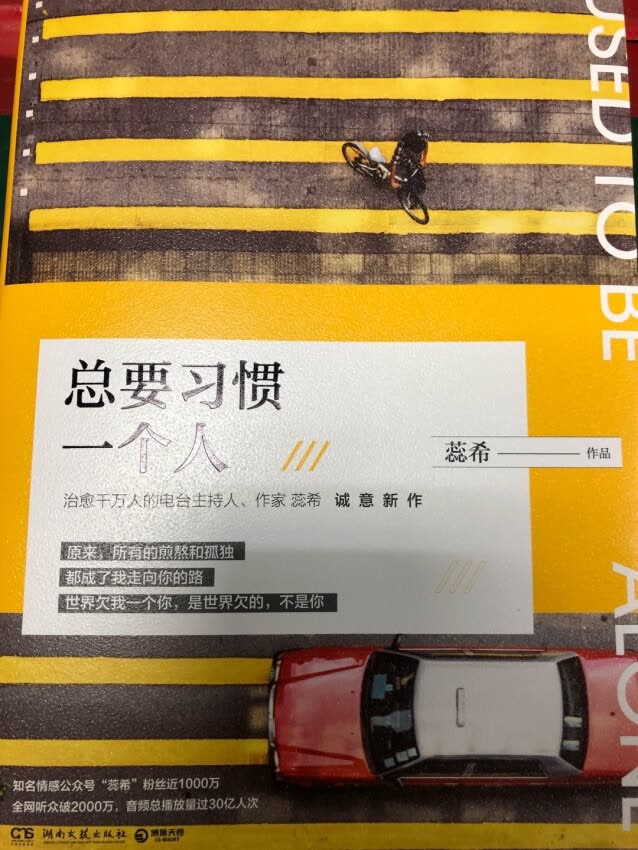 USED TO BE
ALONE
总要习惯
一个人
蕊希
作品
治愈千万人的电台主持人、作家 蕊希 诚意新作
原来，所有的煎熬和孤独
都成了我走向你的路
世界欠我一个你，是世界欠的，不是你
知名情感公众号“蕊希”粉丝近1000万
全网听众破2000万，音频总播放量过30亿人次
湖南文艺出版社
博集天卷
CS-BOOKY